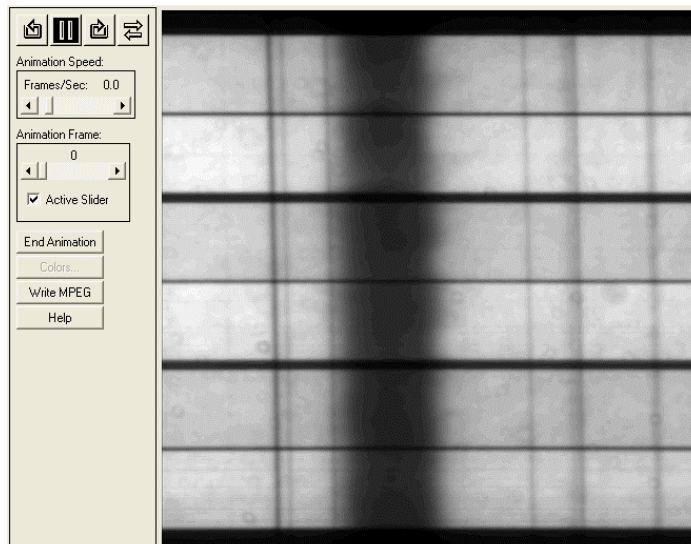 Animation Speed:
Frames/Sec: 0.0
Animation Frame:
0
Active Slider
End Animation
Colors...
Write MPEG
Help